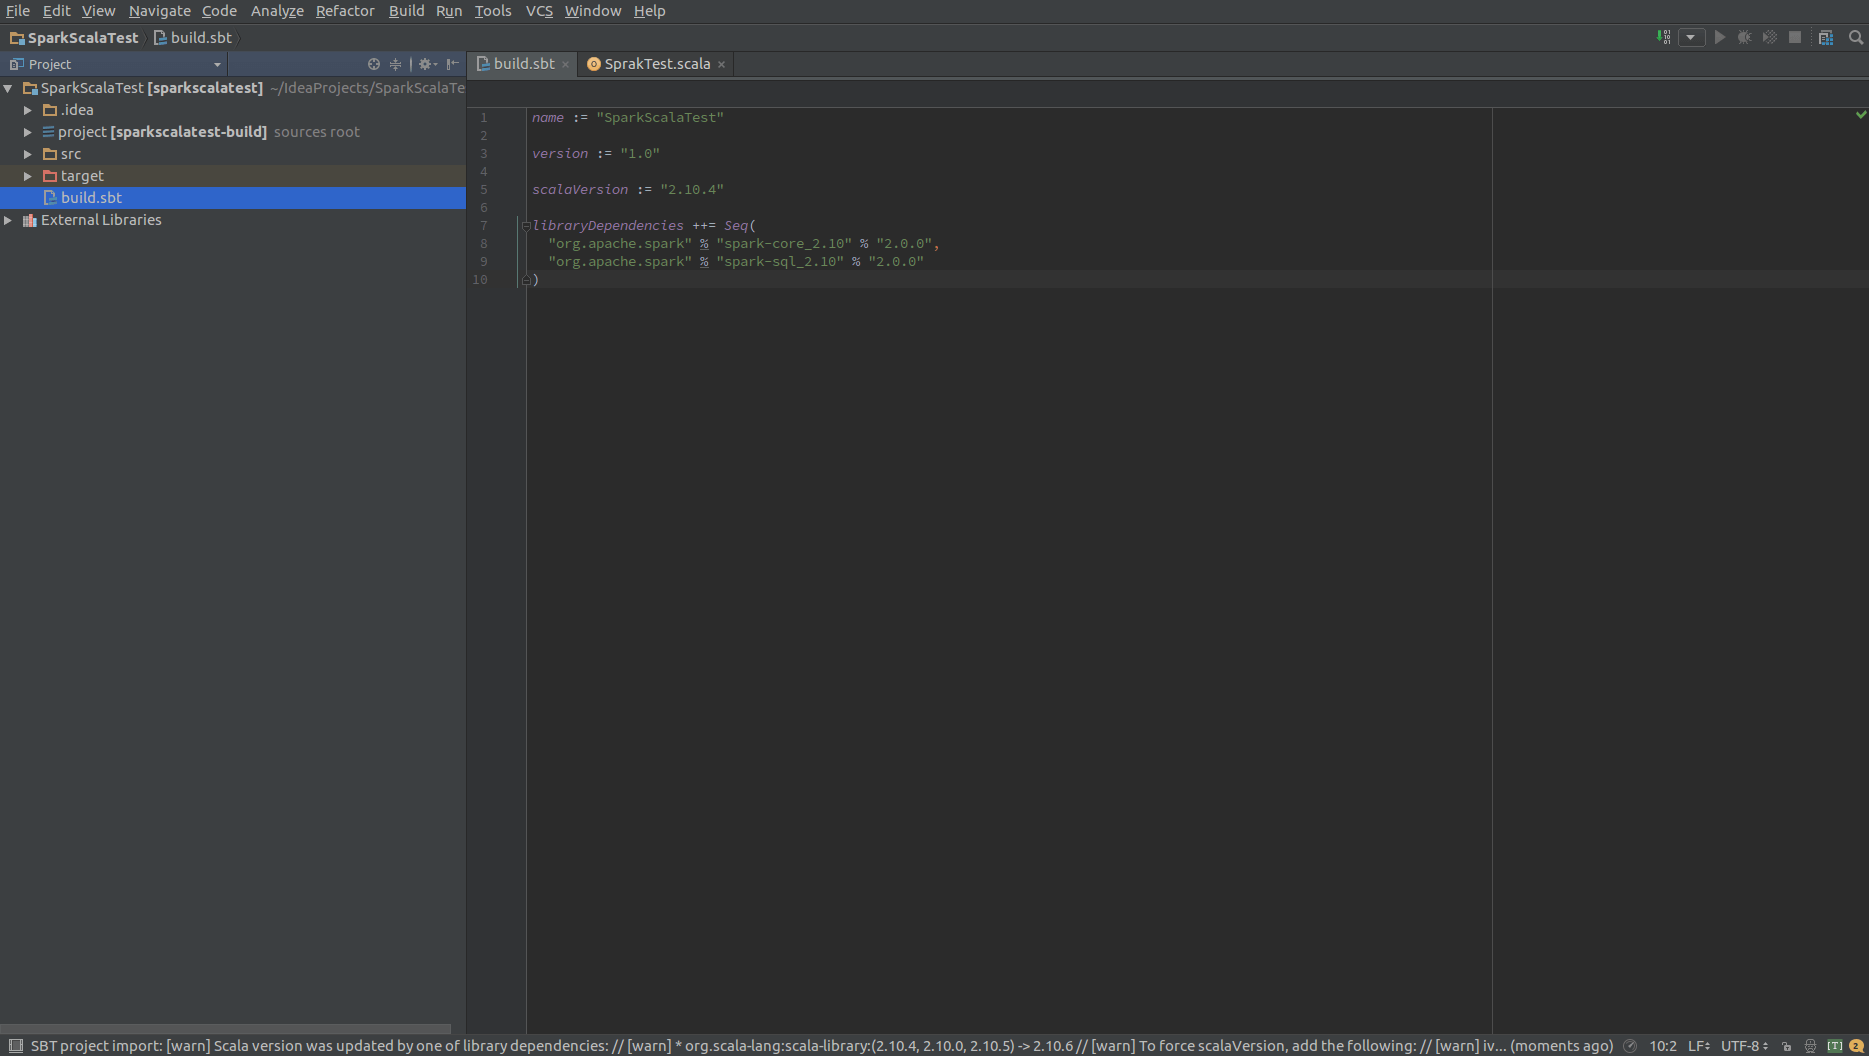 File Edit View Navigate Code Analyze Refactor Build Run Tools VCS Window Help
SparkScalaTest build.sbt
Project
build.sbt
SprakTest.scala
SparkScalaTest [sparkscalatest] ~/IdeaProjects/SparkScalaTe
.idea
project [sparkscalatest-build] sources root
src
target
build.sbt
External Libraries
1 name := "SparkScalaTest"
2
3 version := "1.0"
4
5 scalaVersion := "2.10.4"
6
7 libraryDependencies ++= Seq(
8 "org.apache.spark" % "spark-core_2.10" % "2.0.0",
9 "org.apache.spark" % "spark-sql_2.10" % "2.0.0"
10 )
SBT project import: [warn] Scala version was updated by one of library dependencies: // [warn] * org.scala-lang:scala-library:(2.10.4, 2.10.0, 2.10.5) -> 2.10.6 // [warn] To force scalaVersion, add the following: // [warn] iv... (moments ago) 10:2 LF UTF-8 [T] 2